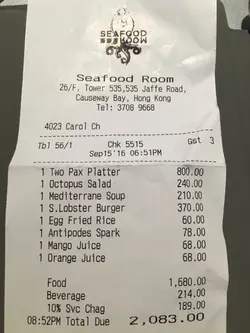 SEAFOOD
ROOM
Seafood Room
26/F, Tower 535,535 Jaffe Road,
Causeway Bay, Hong Kong
Tel: 3708 9668
4023 Carol Ch
Tbl 56/1 Chk 5515 Gst 3
Sep15'16 06:51PM
1 Two Pax Platter 800.00
1 Octopus Salad 240.00
1 Mediterrane Soup 210.00
1 S.Lobster Burger 370.00
1 Egg Fried Rice 60.00
1 Antipodes Spark 78.00
1 Mango Juice 68.00
1 Orange Juice 68.00
Food 1,680.00
Beverage 214.00
10% Svc Chag 189.00
08:52PM Total Due 2,083.00